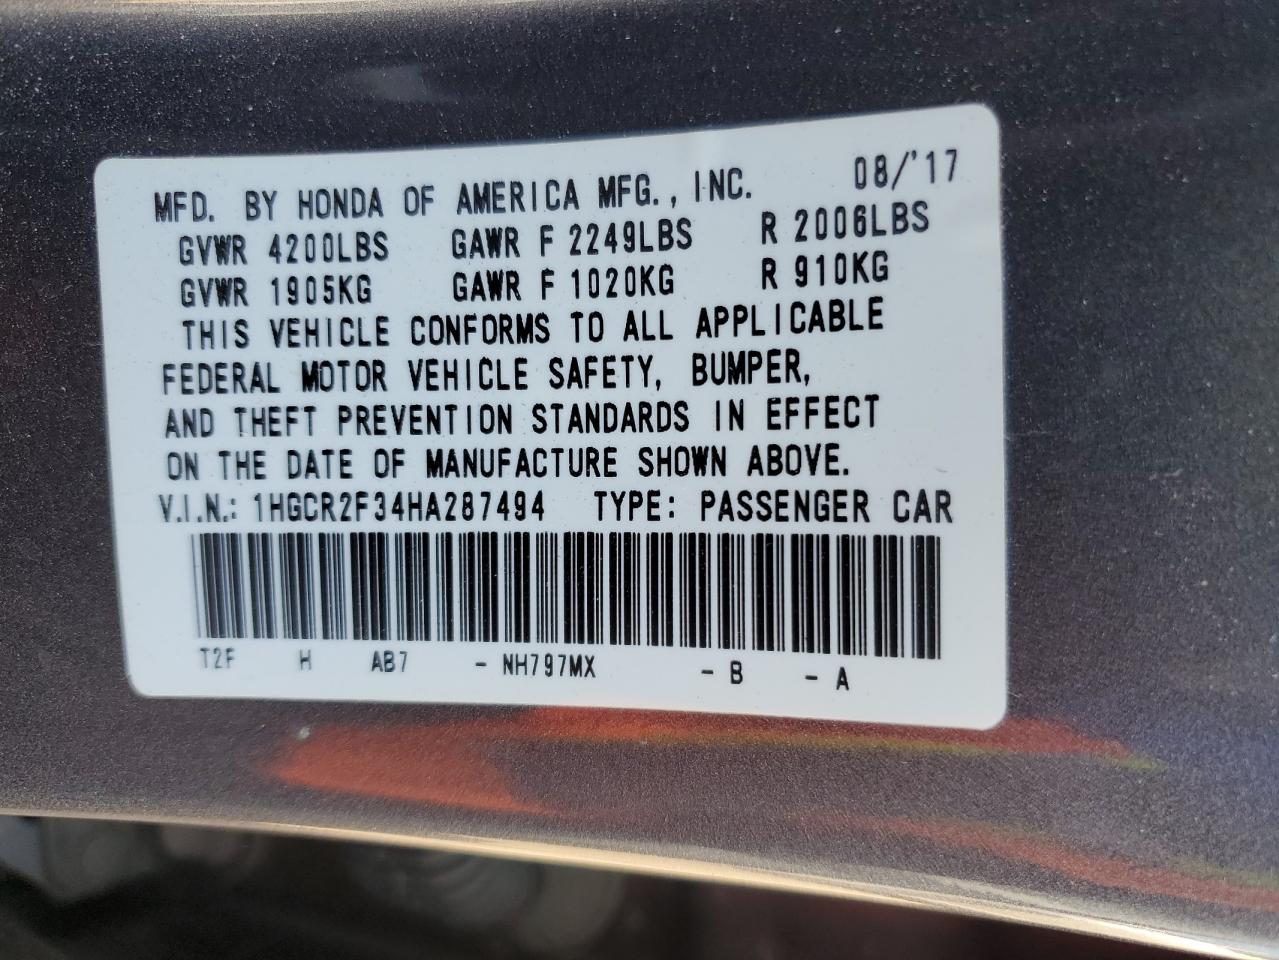 MFD. BY HONDA OF AMERICA MFG., INC. 08/'17
GVWR 4200LBS GAWR F 2249LBS R 2006LBS
GVWR 1905KG GAWR F 1020KG R 910KG
THIS VEHICLE CONFORMS TO ALL APPLICABLE
FEDERAL MOTOR VEHICLE SAFETY, BUMPER,
AND THEFT PREVENTION STANDARDS IN EFFECT
ON THE DATE OF MANUFACTURE SHOWN ABOVE.
V.I.N.: 1HGCR2F34HA287494 TYPE: PASSENGER CAR
T2F H AB7 - NH797MX - B - A